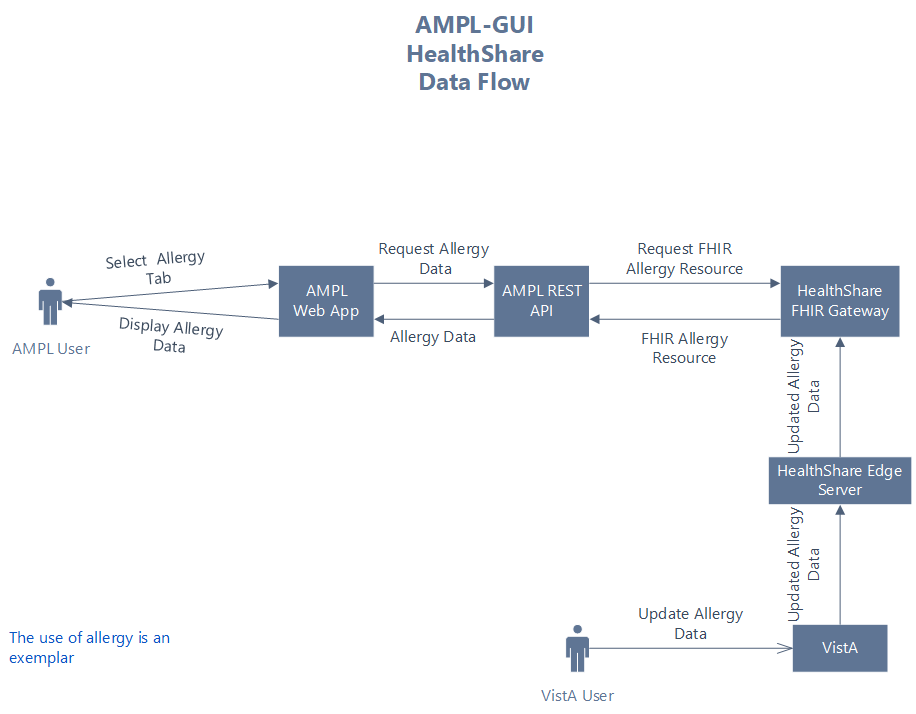 AMPL-GUI
HealthShare
Data Flow
Select Allergy
Tab
Request Allergy
Data
Request FHIR
Allergy Resource
AMPL
Web App
AMPL REST
API
HealthShare
FHIR Gateway
Display Allergy
Data
Allergy Data
FHIR Allergy
Resource
AMPL User
Updated Allergy
Data
HealthShare Edge
Server
Updated Allergy
Data
Update Allergy
Data
The use of allergy is an
exemplar
VistA
VistA User